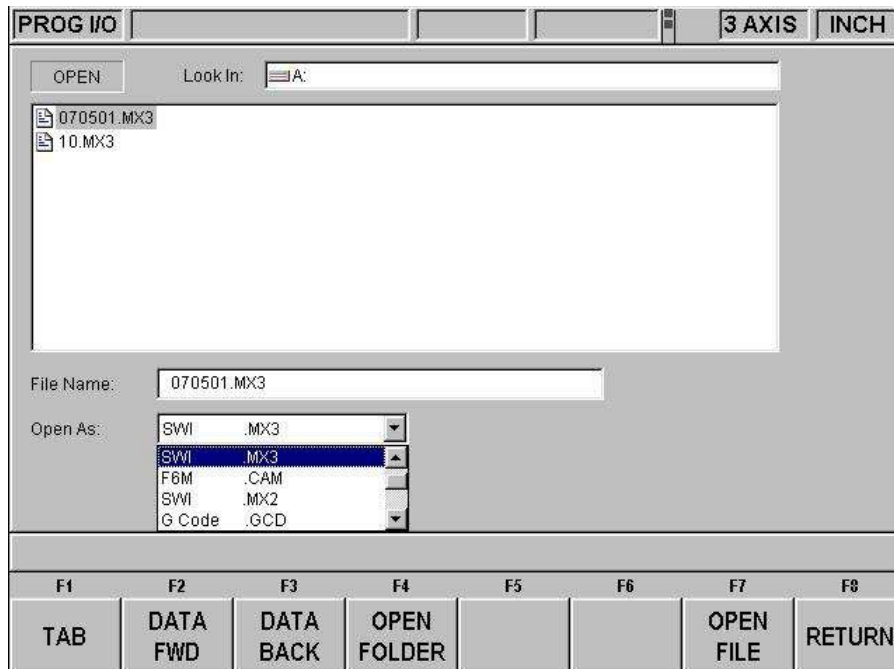 PROG I/O 3 AXIS INCH
OPEN Look In: A:
070501.MX3
10.MX3
File Name: 070501.MX3
Open As: SWI .MX3
SWI .MX3
F6M .CAM
SWI .MX2
G Code .GCD
F1 F2 F3 F4 F5 F6 F7 F8
TAB DATA FWD DATA BACK OPEN FOLDER OPEN FILE RETURN